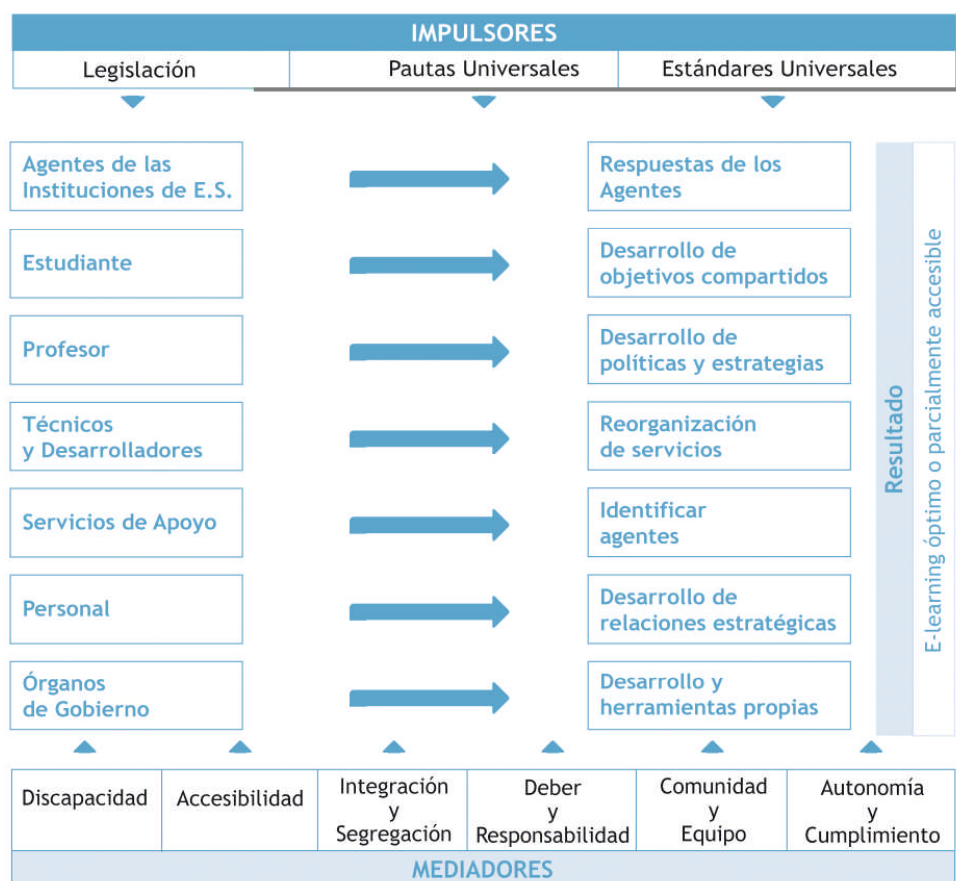 IMPULSORES
Legislación
Pautas Universales
Estándares Universales
Agentes de las
Instituciones de E.S.
Respuestas de los
Agentes
Estudiante
Desarrollo de
objetivos compartidos
Profesor
Desarrollo de
políticas y estrategias
Técnicos
y Desarrolladores
Reorganización
de servicios
Servicios de Apoyo
Identificar
agentes
Personal
Desarrollo de
relaciones estratégicas
Órganos
de Gobierno
Desarrollo y
herramientas propias
Resultado
E-learning óptimo o parcialmente accesible
Discapacidad
Accesibilidad
Integración
y
Segregación
Deber
y
Responsabilidad
Comunidad
y
Equipo
Autonomía
y
Cumplimiento
MEDIADORES